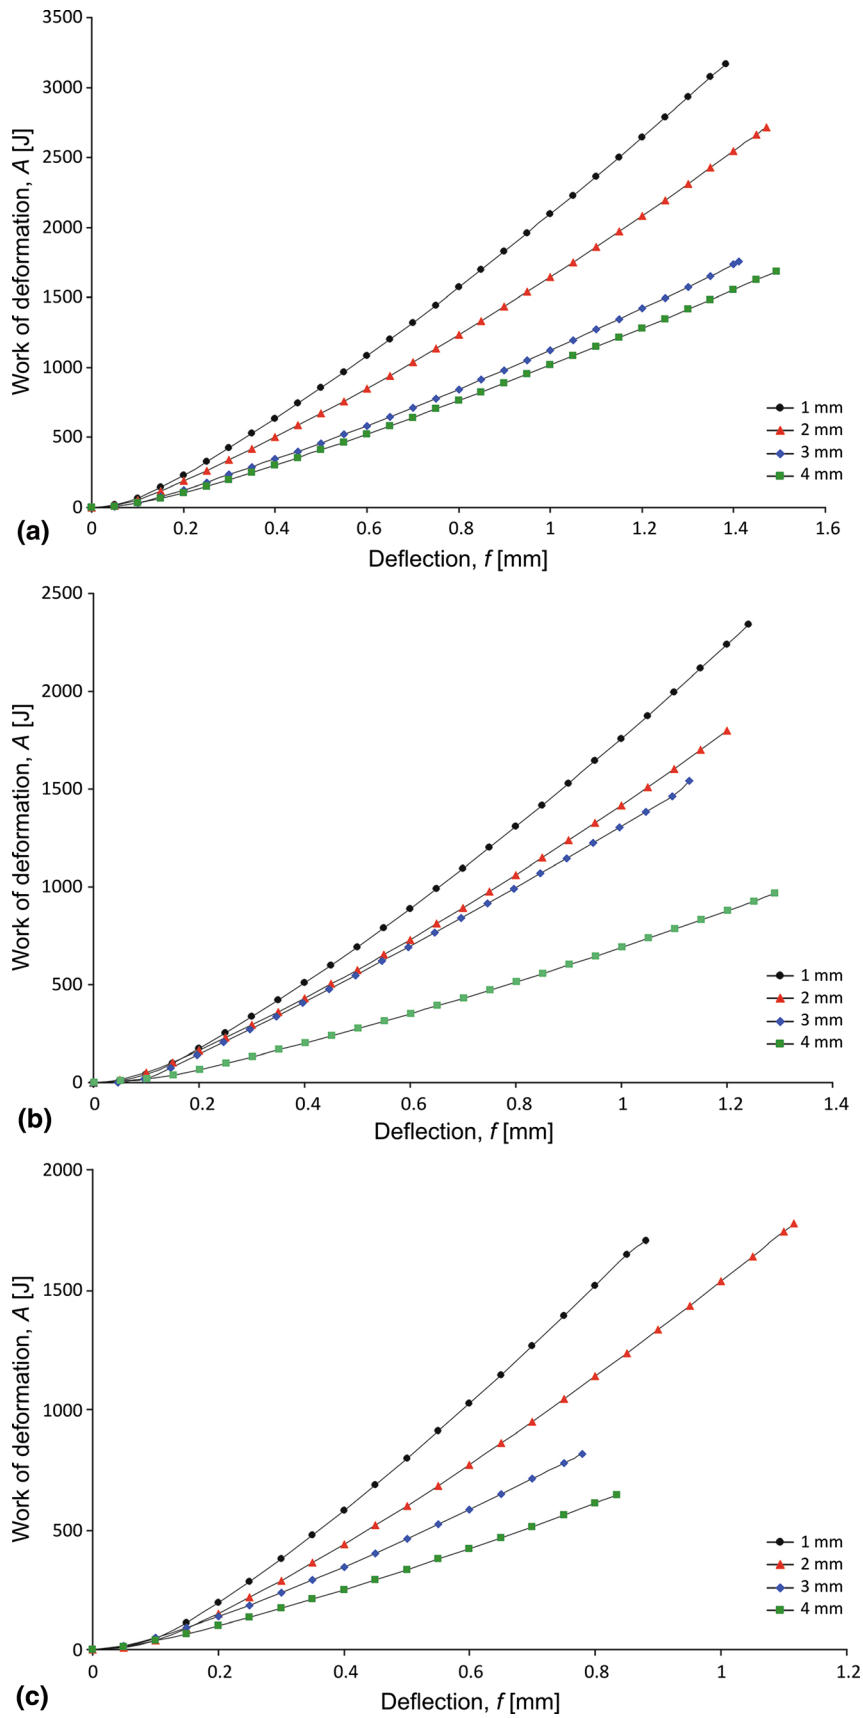 3500
3000
2500
2000
1500
1000
500
0
Work of deformation, A [J]
1 mm
2 mm
3 mm
4 mm
0 0.2 0.4 0.6 0.8 1 1.2 1.4 1.6
(a)
Deflection, f [mm]
2500
2000
1500
1000
500
0
Work of deformation, A [J]
1 mm
2 mm
3 mm
4 mm
0 0.2 0.4 0.6 0.8 1 1.2 1.4
(b)
Deflection, f [mm]
2000
1500
1000
500
0
Work of deformation, A [J]
1 mm
2 mm
3 mm
4 mm
0 0.2 0.4 0.6 0.8 1 1.2
(c)
Deflection, f [mm]